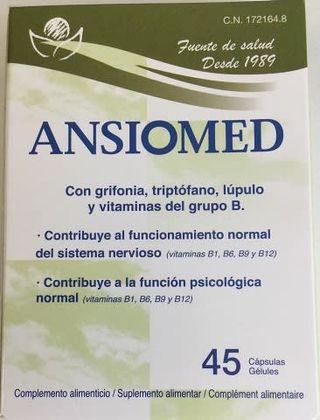 C.N. 172164.8
Fuente de salud
Desde 1989
ANSIOMED
Con grifonia, triptófano, lúpulo
y vitaminas del grupo B.
· Contribuye al funcionamiento normal
del sistema nervioso (vitaminas B1, B6, B9 y B12)
· Contribuye a la función psicológica
normal (vitaminas B1, B6, B9 y B12)
45 Cápsulas
Gélules
Complemento alimenticio / Suplemento alimentar / Complément alimentaire